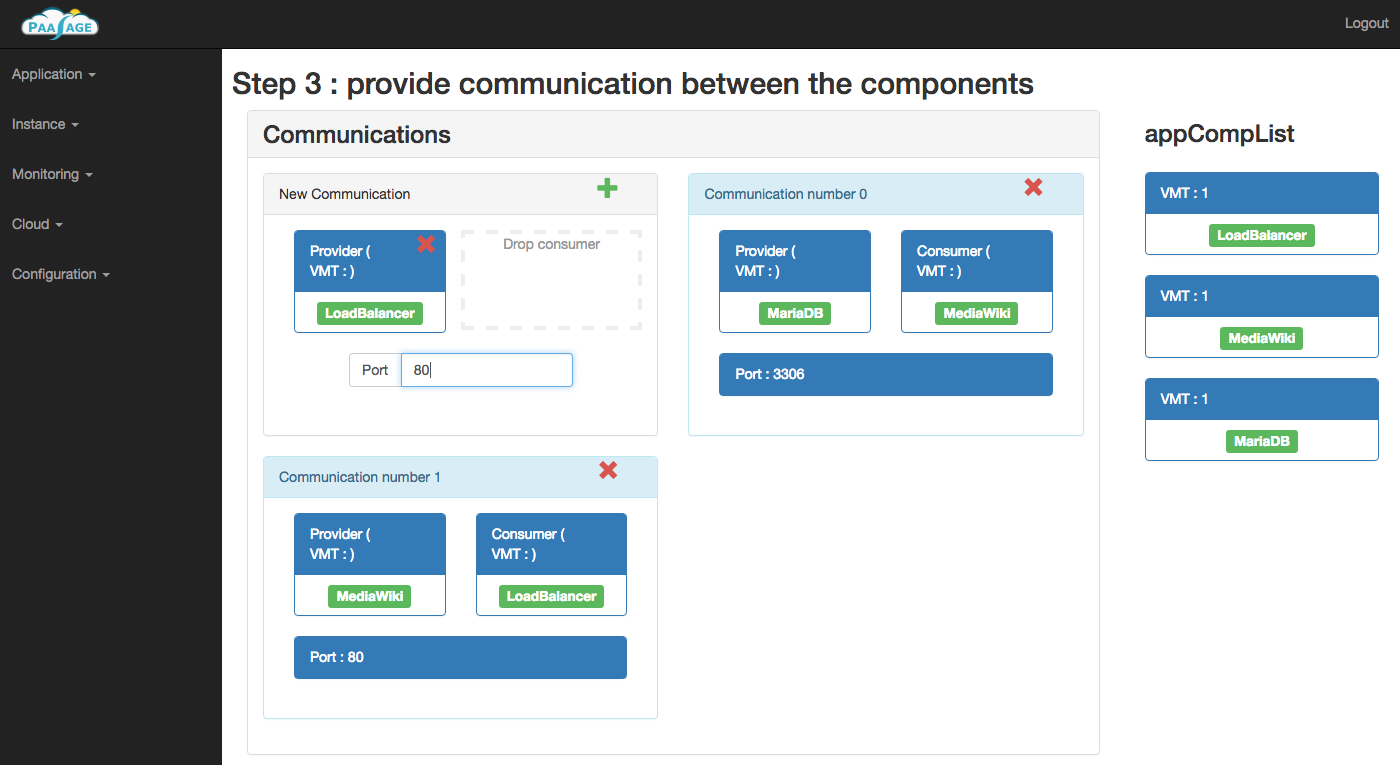 PAASAGE
Logout
Application
Instance
Monitoring
Cloud
Configuration
Step 3 : provide communication between the components
Communications
New Communication
Provider (
VMT : )
LoadBalancer
Drop consumer
Port
80
Communication number 0
Provider (
VMT : )
MariaDB
Consumer (
VMT : )
MediaWiki
Port : 3306
Communication number 1
Provider (
VMT : )
MediaWiki
Consumer (
VMT : )
LoadBalancer
Port : 80
appCompList
VMT : 1
LoadBalancer
VMT : 1
MediaWiki
VMT : 1
MariaDB